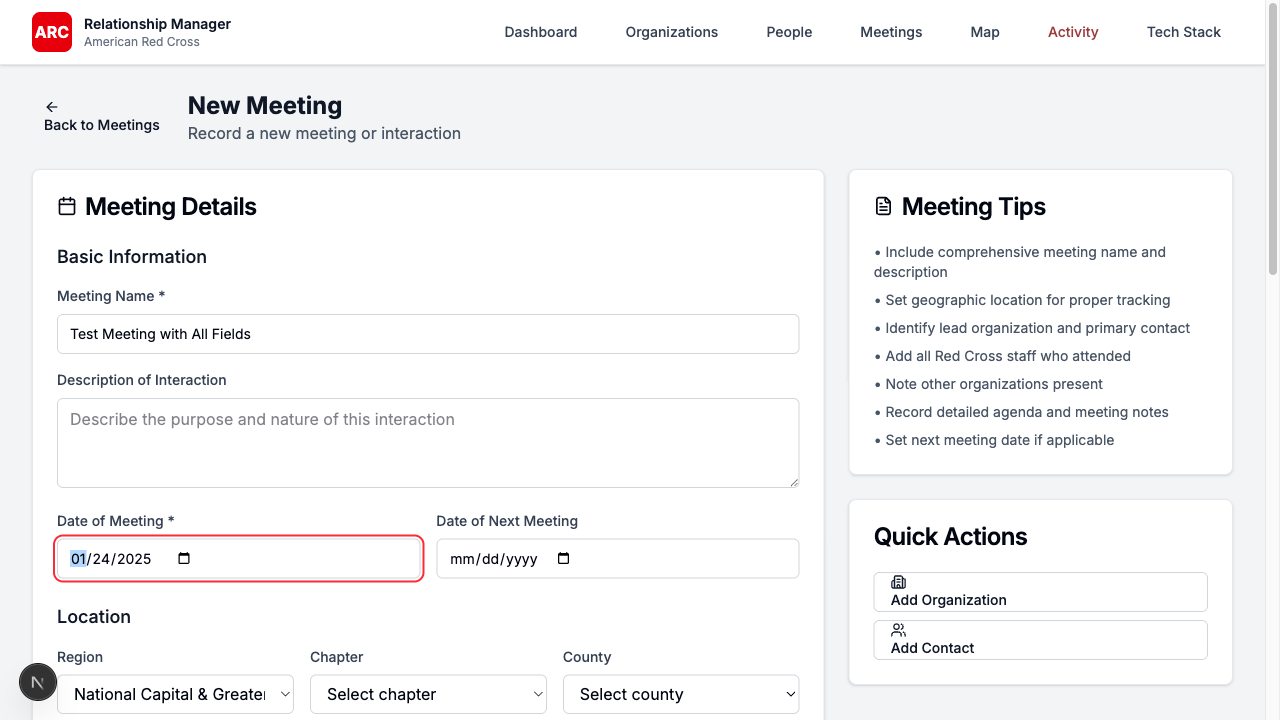 ARC
Relationship Manager
American Red Cross
Dashboard
Organizations
People
Meetings
Map
Activity
Tech Stack
Back to Meetings
New Meeting
Record a new meeting or interaction
Meeting Details
Basic Information
Meeting Name *
Test Meeting with All Fields
Description of Interaction
Describe the purpose and nature of this interaction
Date of Meeting *
Date of Next Meeting
01/24/2025
mm/dd/yyyy
Location
Region
Chapter
County
National Capital & Greater
Select chapter
Select county
N
Meeting Tips
• Include comprehensive meeting name and
description
• Set geographic location for proper tracking
• Identify lead organization and primary contact
• Add all Red Cross staff who attended
• Note other organizations present
• Record detailed agenda and meeting notes
• Set next meeting date if applicable
Quick Actions
Add Organization
Add Contact